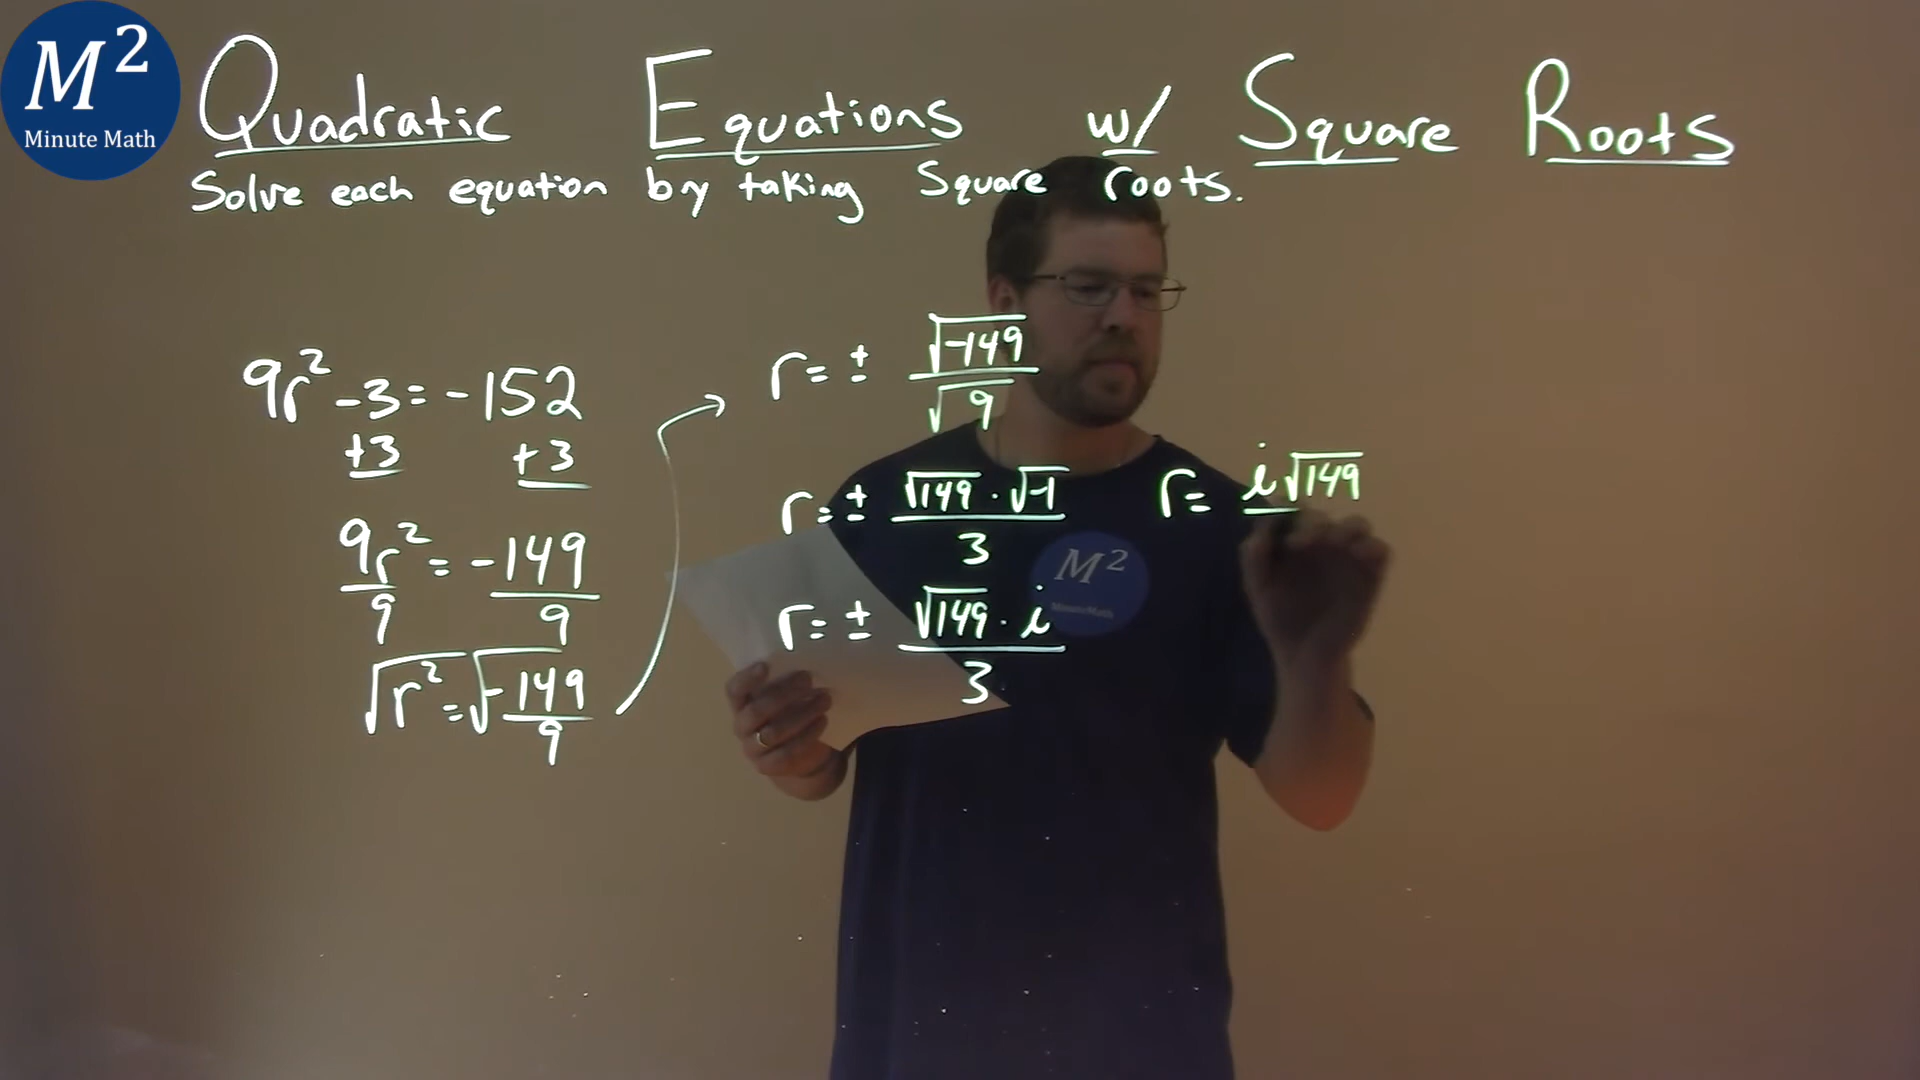 M²
Minute Math
Quadratic Equations w/ Square Roots
Solve each equation by taking Square roots.
9r² - 3 = -152
+3 +3
9r² = -149
9 9
√r² = √-149/9
r = ± √-149/√9
r = ± √149 · √-1 / 3
r = ± √149 · i / 3
r = i√149
M²
MinuteMath